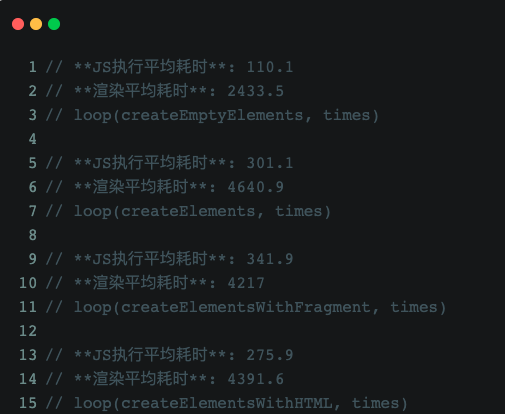 1 // **JS执行平均耗时**: 110.1
2 // **渲染平均耗时**: 2433.5
3 // loop(createEmptyElements, times)
4
5 // **JS执行平均耗时**: 301.1
6 // **渲染平均耗时**: 4640.9
7 // loop(createElements, times)
8
9 // **JS执行平均耗时**: 341.9
10 // **渲染平均耗时**: 4217
11 // loop(createElementsWithFragment, times)
12
13 // **JS执行平均耗时**: 275.9
14 // **渲染平均耗时**: 4391.6
15 // loop(createElementsWithHTML, times)